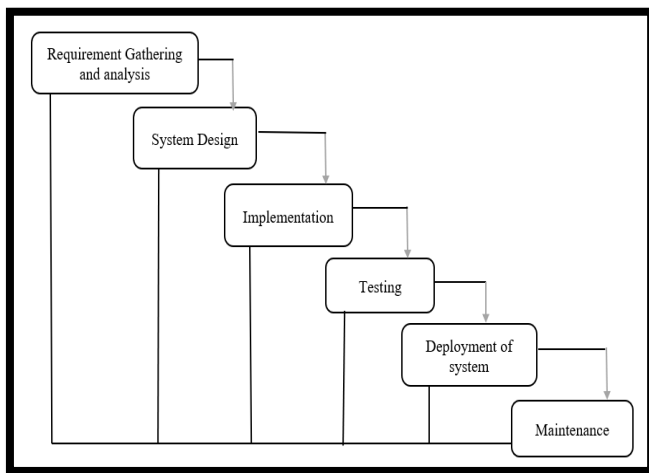 Requirement Gathering
and analysis
System Design
Implementation
Testing
Deployment of
system
Maintenance